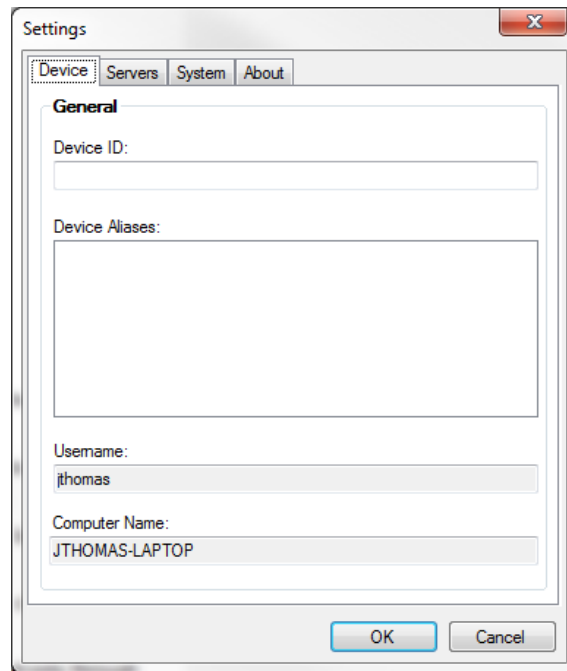 Settings
Device Servers System About
General
Device ID:
Device Aliases:
Username:
jthomas
Computer Name:
JTHOMAS-LAPTOP
OK Cancel